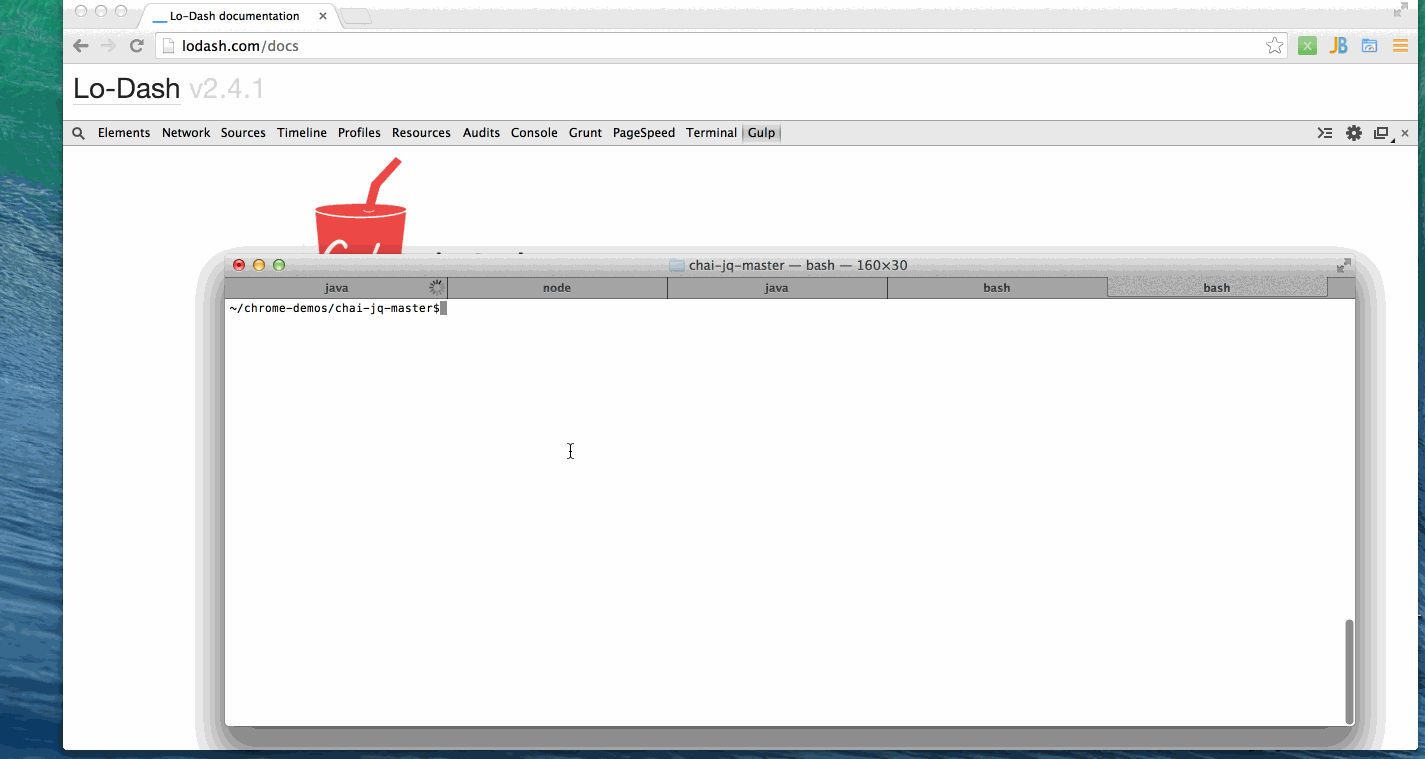 Lo-Dash documentation
lodash.com/docs
JB
Lo-Dash v2.4.1
Elements Network Sources Timeline Profiles Resources Audits Console Grunt PageSpeed Terminal Gulp
chai-jq-master — bash — 160×30
java node java bash bash
~/chrome-demos/chai-jq-master$